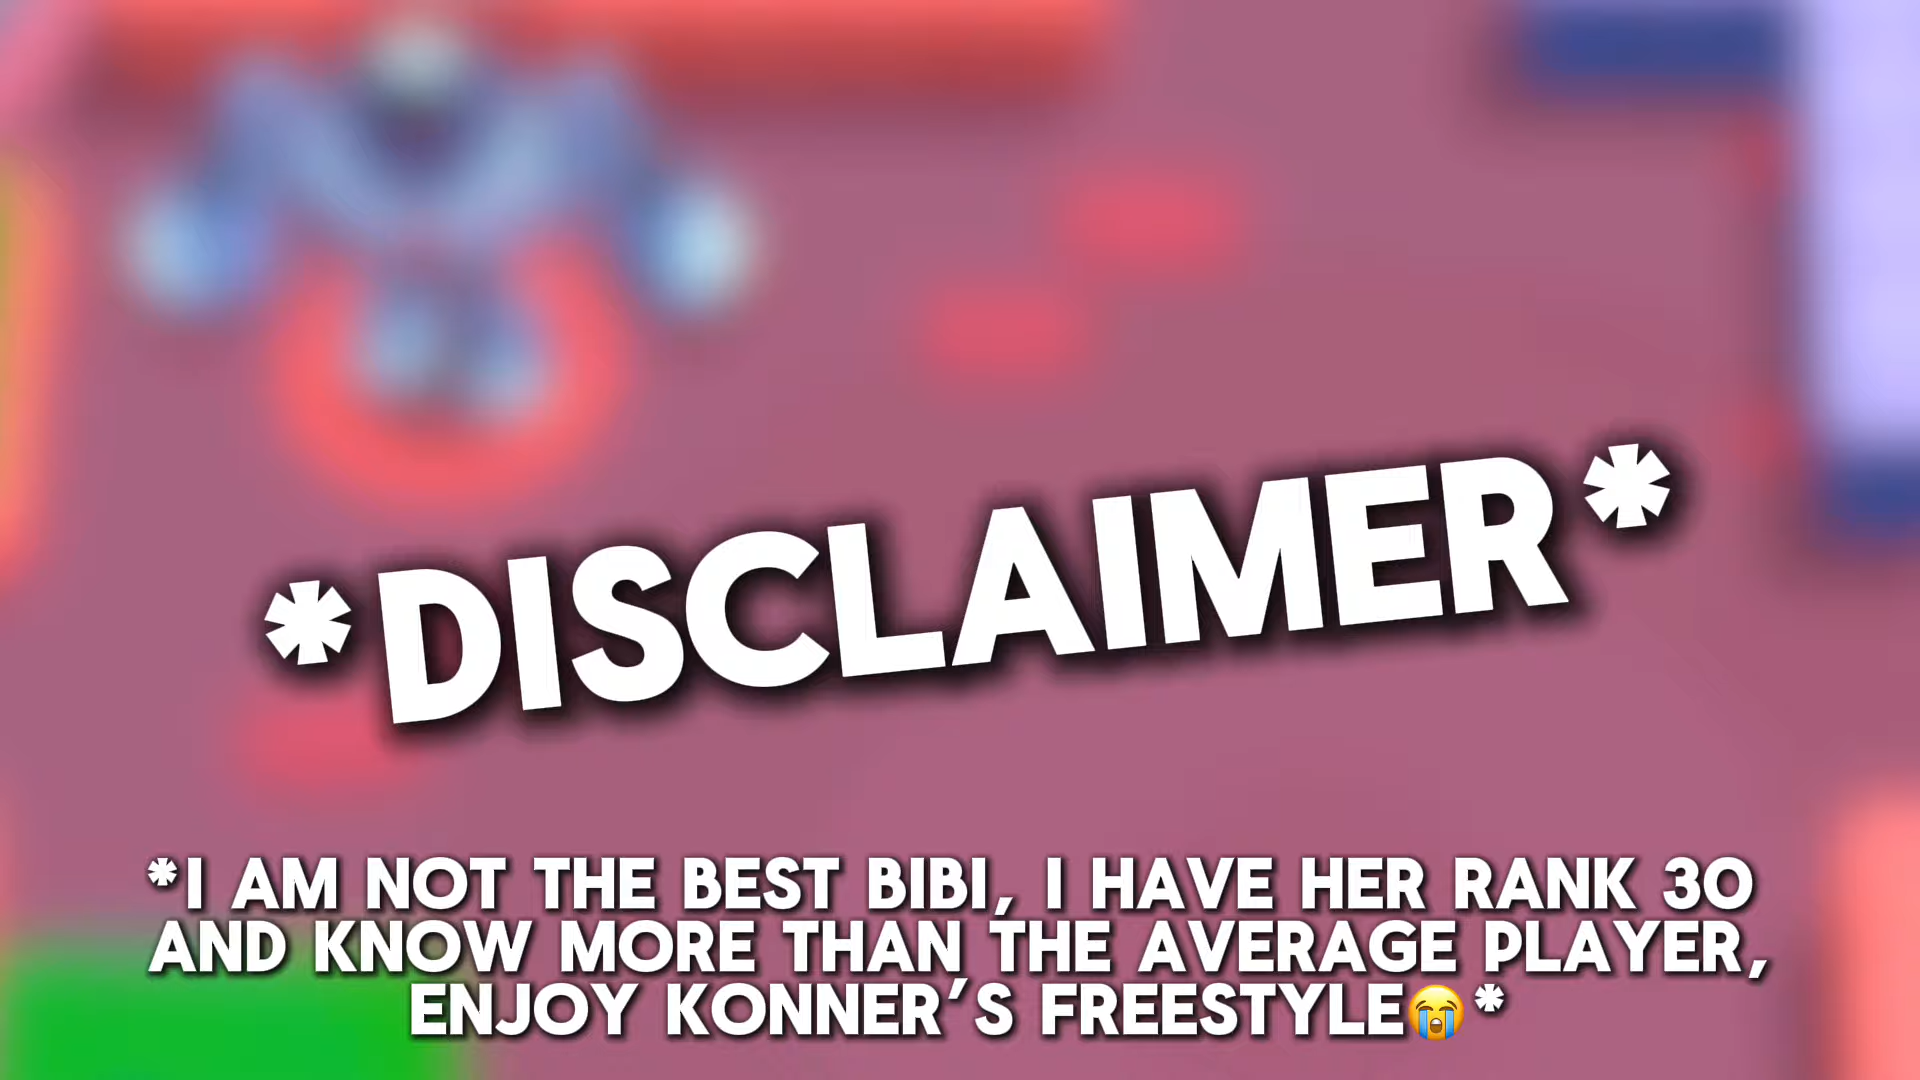 *DISCLAIMER*
*I AM NOT THE BEST BIBI, I HAVE HER RANK 30
AND KNOW MORE THAN THE AVERAGE PLAYER,
ENJOY KONNER'S FREESTYLE😭*